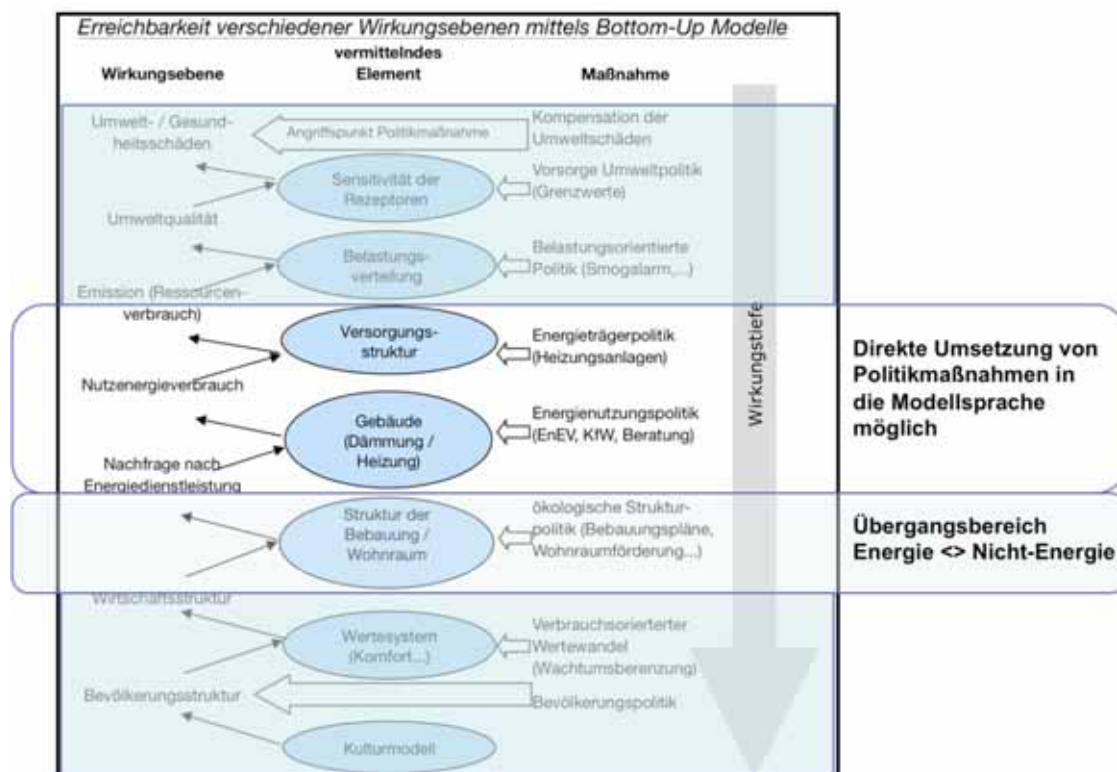 Erreichbarkeit verschiedener Wirkungsebenen mittels Bottom-Up Modelle
Wirkungsebene
vermittelndes
Element
Maßnahme
Umwelt- / Gesund-
heitsschäden
Angriffspunkt Politikmaßnahme
Kompensation der
Umweltschäden
Sensitivität der
Rezeptoren
Vorsorge Umweltpolitik
(Grenzwerte)
Umweltqualität
Belastungs-
verteilung
Belastungsorientierte
Politik (Smogalarm,...)
Emission (Ressourcen-
verbrauch)
Versorgungs-
struktur
Energieträgerpolitik
(Heizungsanlagen)
Nutzenergieverbrauch
Gebäude
(Dämmung /
Heizung)
Energienutzungspolitik
(EnEV, KfW, Beratung)
Nachfrage nach
Energiedienstleistung
Struktur der
Bebauung /
Wohnraum
ökologische Struktur-
politik (Bebauungspläne,
Wohnraumförderung...)
Wirtschaftsstruktur
Wertesystem
(Komfort...)
Verbrauchsorierterter
Wertewandel
(Wachtumsberenzung)
Bevölkerungsstruktur
Bevölkerungspolitik
Kulturmodell
Wirkungstiefe
Direkte Umsetzung von
Politikmaßnahmen in
die Modellsprache
möglich
Übergangsbereich
Energie <> Nicht-Energie